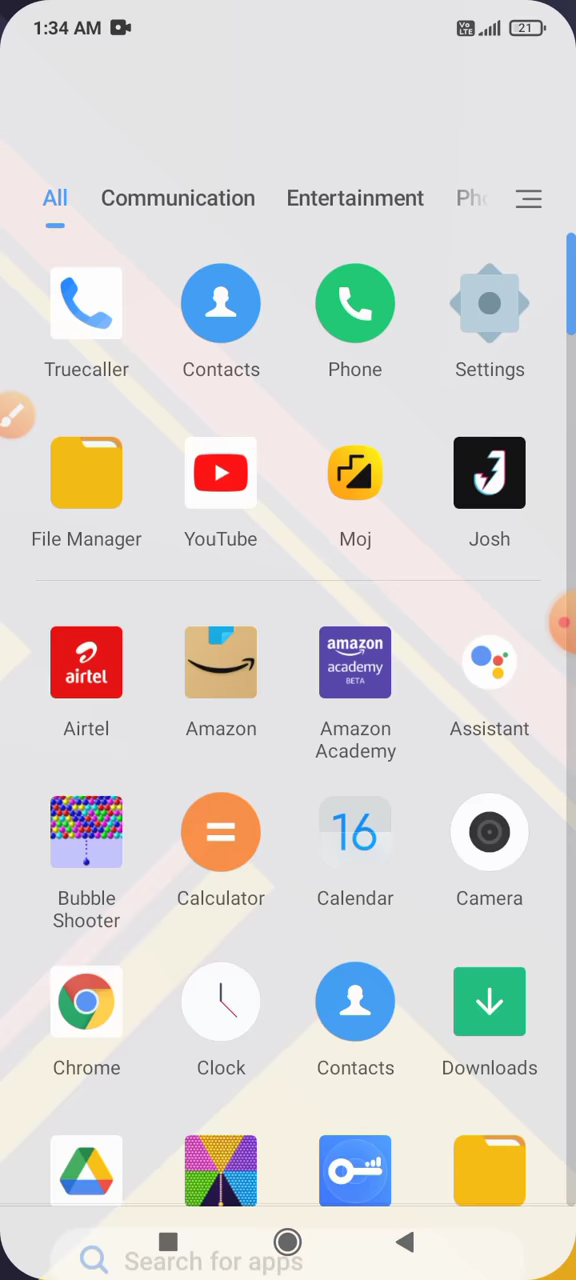 1:34 AM
Vo LTE
21
All Communication Entertainment
Truecaller Contacts Phone Settings
File Manager YouTube Moj Josh
airtel
amazon
academy
BETA
Airtel Amazon Amazon Academy Assistant
16
Bubble Shooter Calculator Calendar Camera
Chrome Clock Contacts Downloads
Search for apps